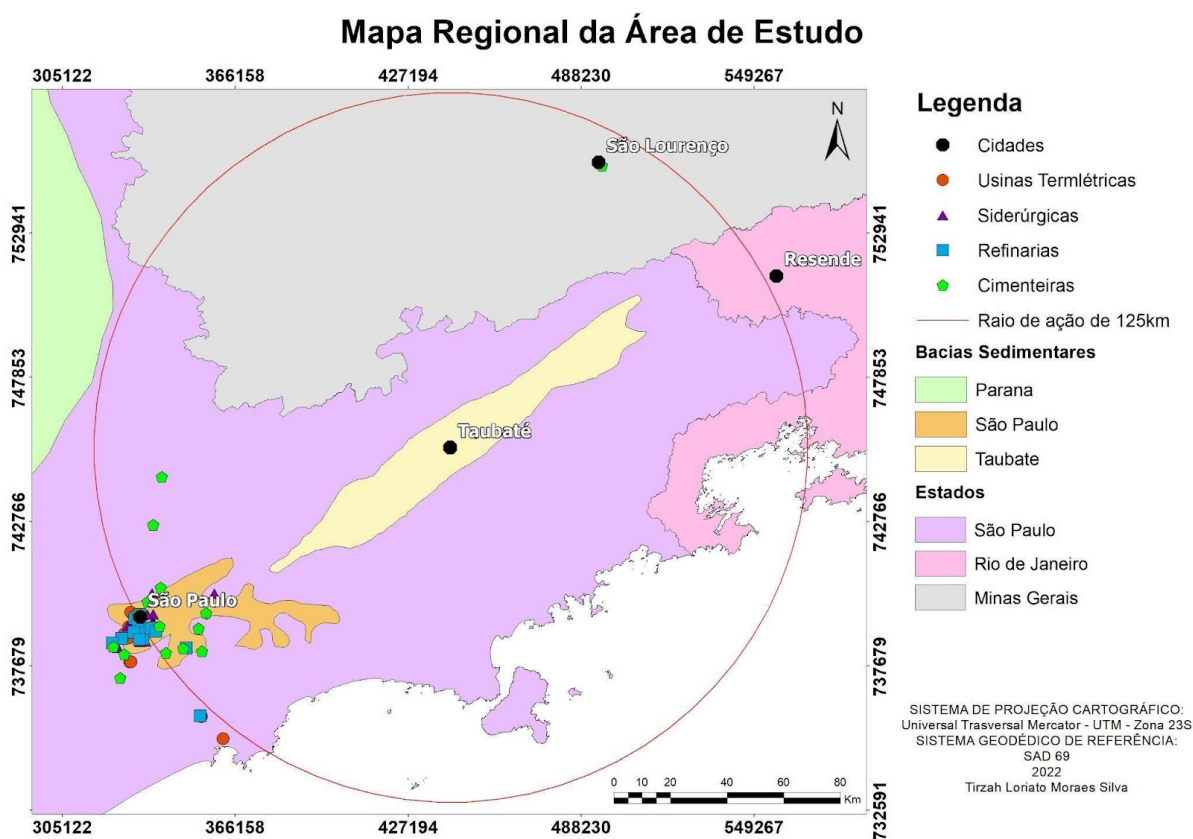 Mapa Regional da Área de Estudo
305122 366158 427194 488230 549267
752941
747853
742766
737679
732591
752941
747853
742766
737679
732591
N
São Lourenço
Resende
Taubaté
São Paulo
0 10 20 40 60 80
Km
305122 366158 427194 488230 549267
Legenda
Cidades
Usinas Termlétricas
Siderúrgicas
Refinarias
Cimenteiras
Raio de ação de 125km
Bacias Sedimentares
Parana
São Paulo
Taubate
Estados
São Paulo
Rio de Janeiro
Minas Gerais
SISTEMA DE PROJEÇÃO CARTOGRÁFICO:
Universal Trasversal Mercator - UTM - Zona 23S
SISTEMA GEODÉDICO DE REFERÊNCIA:
SAD 69
2022
Tirzah Loriato Moraes Silva